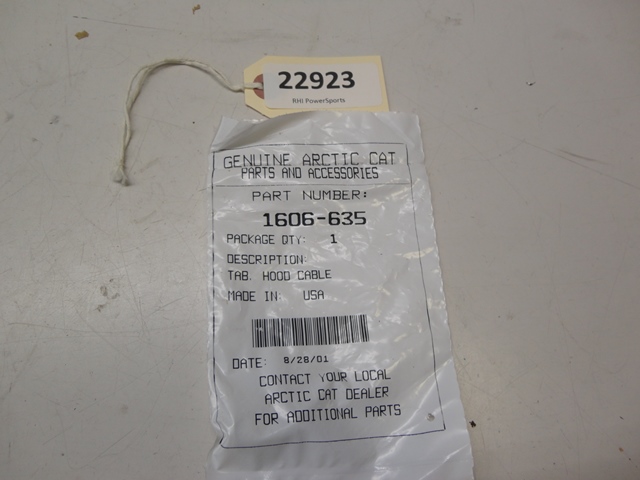 22923
RHI PowerSports
GENUINE ARCTIC CAT
PARTS AND ACCESSORIES
PART NUMBER:
1606-635
PACKAGE QTY: 1
DESCRIPTION:
TAB. HOOD CABLE
MADE IN: USA
DATE: 8/28/01
CONTACT YOUR LOCAL
ARCTIC CAT DEALER
FOR ADDITIONAL PARTS